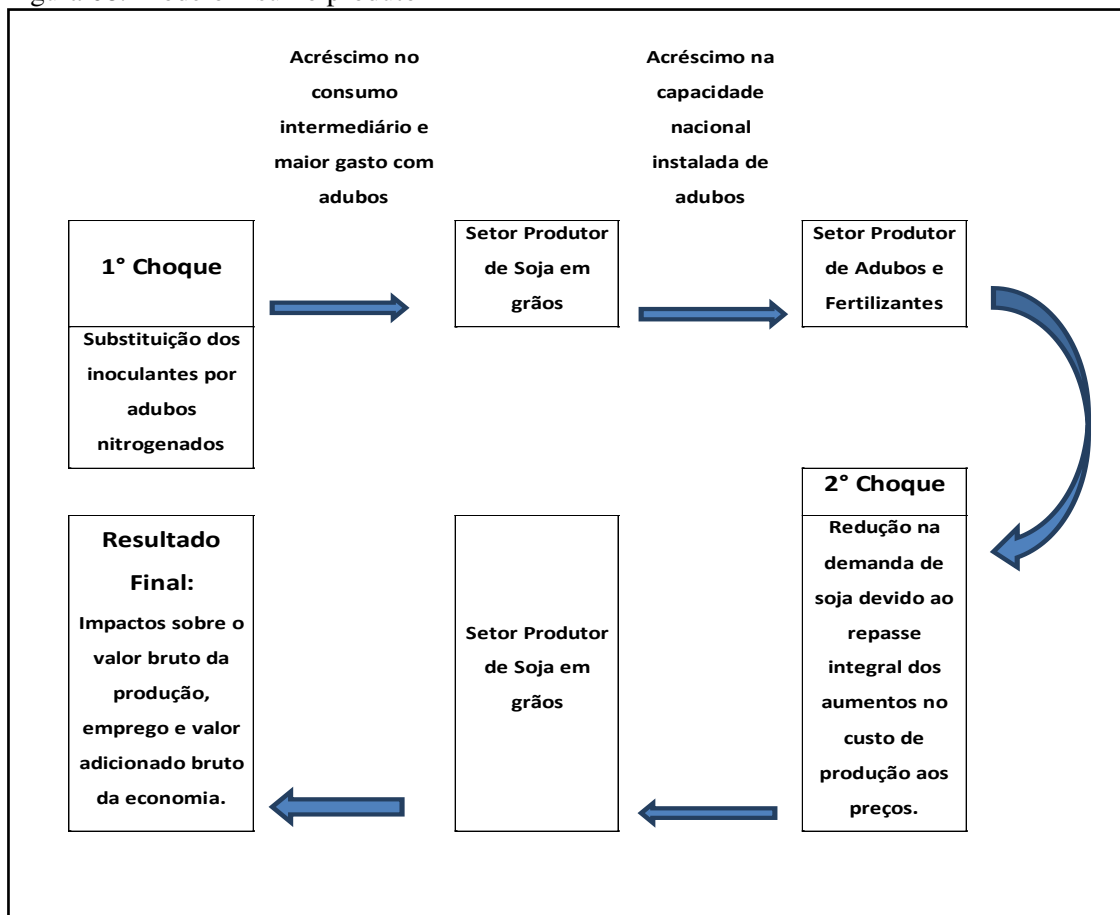 Acréscimo no
consumo
intermediário e
maior gasto com
adubos
Acréscimo na
capacidade
nacional
instalada de
adubos
1° Choque
Substituição dos
inoculantes por
adubos
nitrogenados
Setor Produtor
de Soja em
grãos
Setor Produtor
de Adubos e
Fertilizantes
2° Choque
Redução na
demanda de
soja devido ao
repasse
integral dos
aumentos no
custo de
produção aos
preços.
Setor Produtor
de Soja em
grãos
Resultado
Final:
Impactos sobre o
valor bruto da
produção,
emprego e valor
adicionado bruto
da economia.